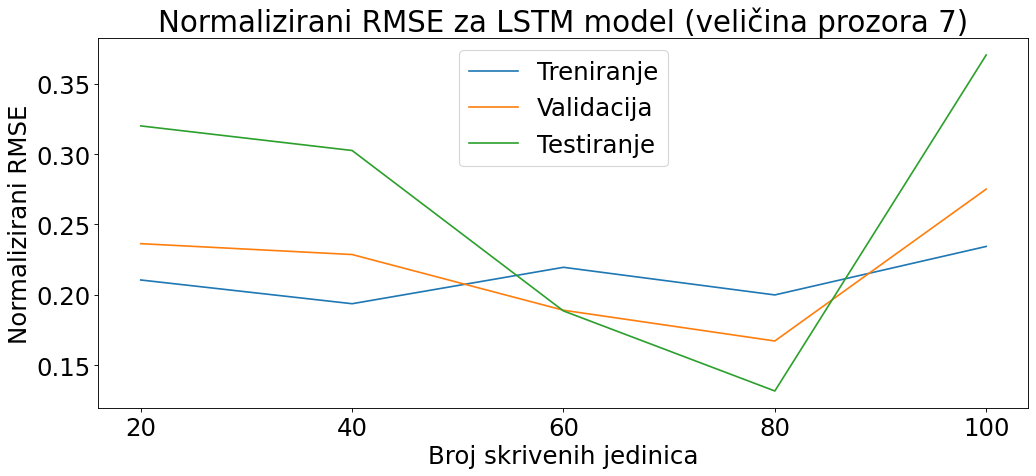 Normalizirani RMSE za LSTM model (veličina prozora 7)
Normalizirani RMSE
0.35
0.30
0.25
0.20
0.15
Treniranje
Validacija
Testiranje
20 40 60 80 100
Broj skrivenih jedinica